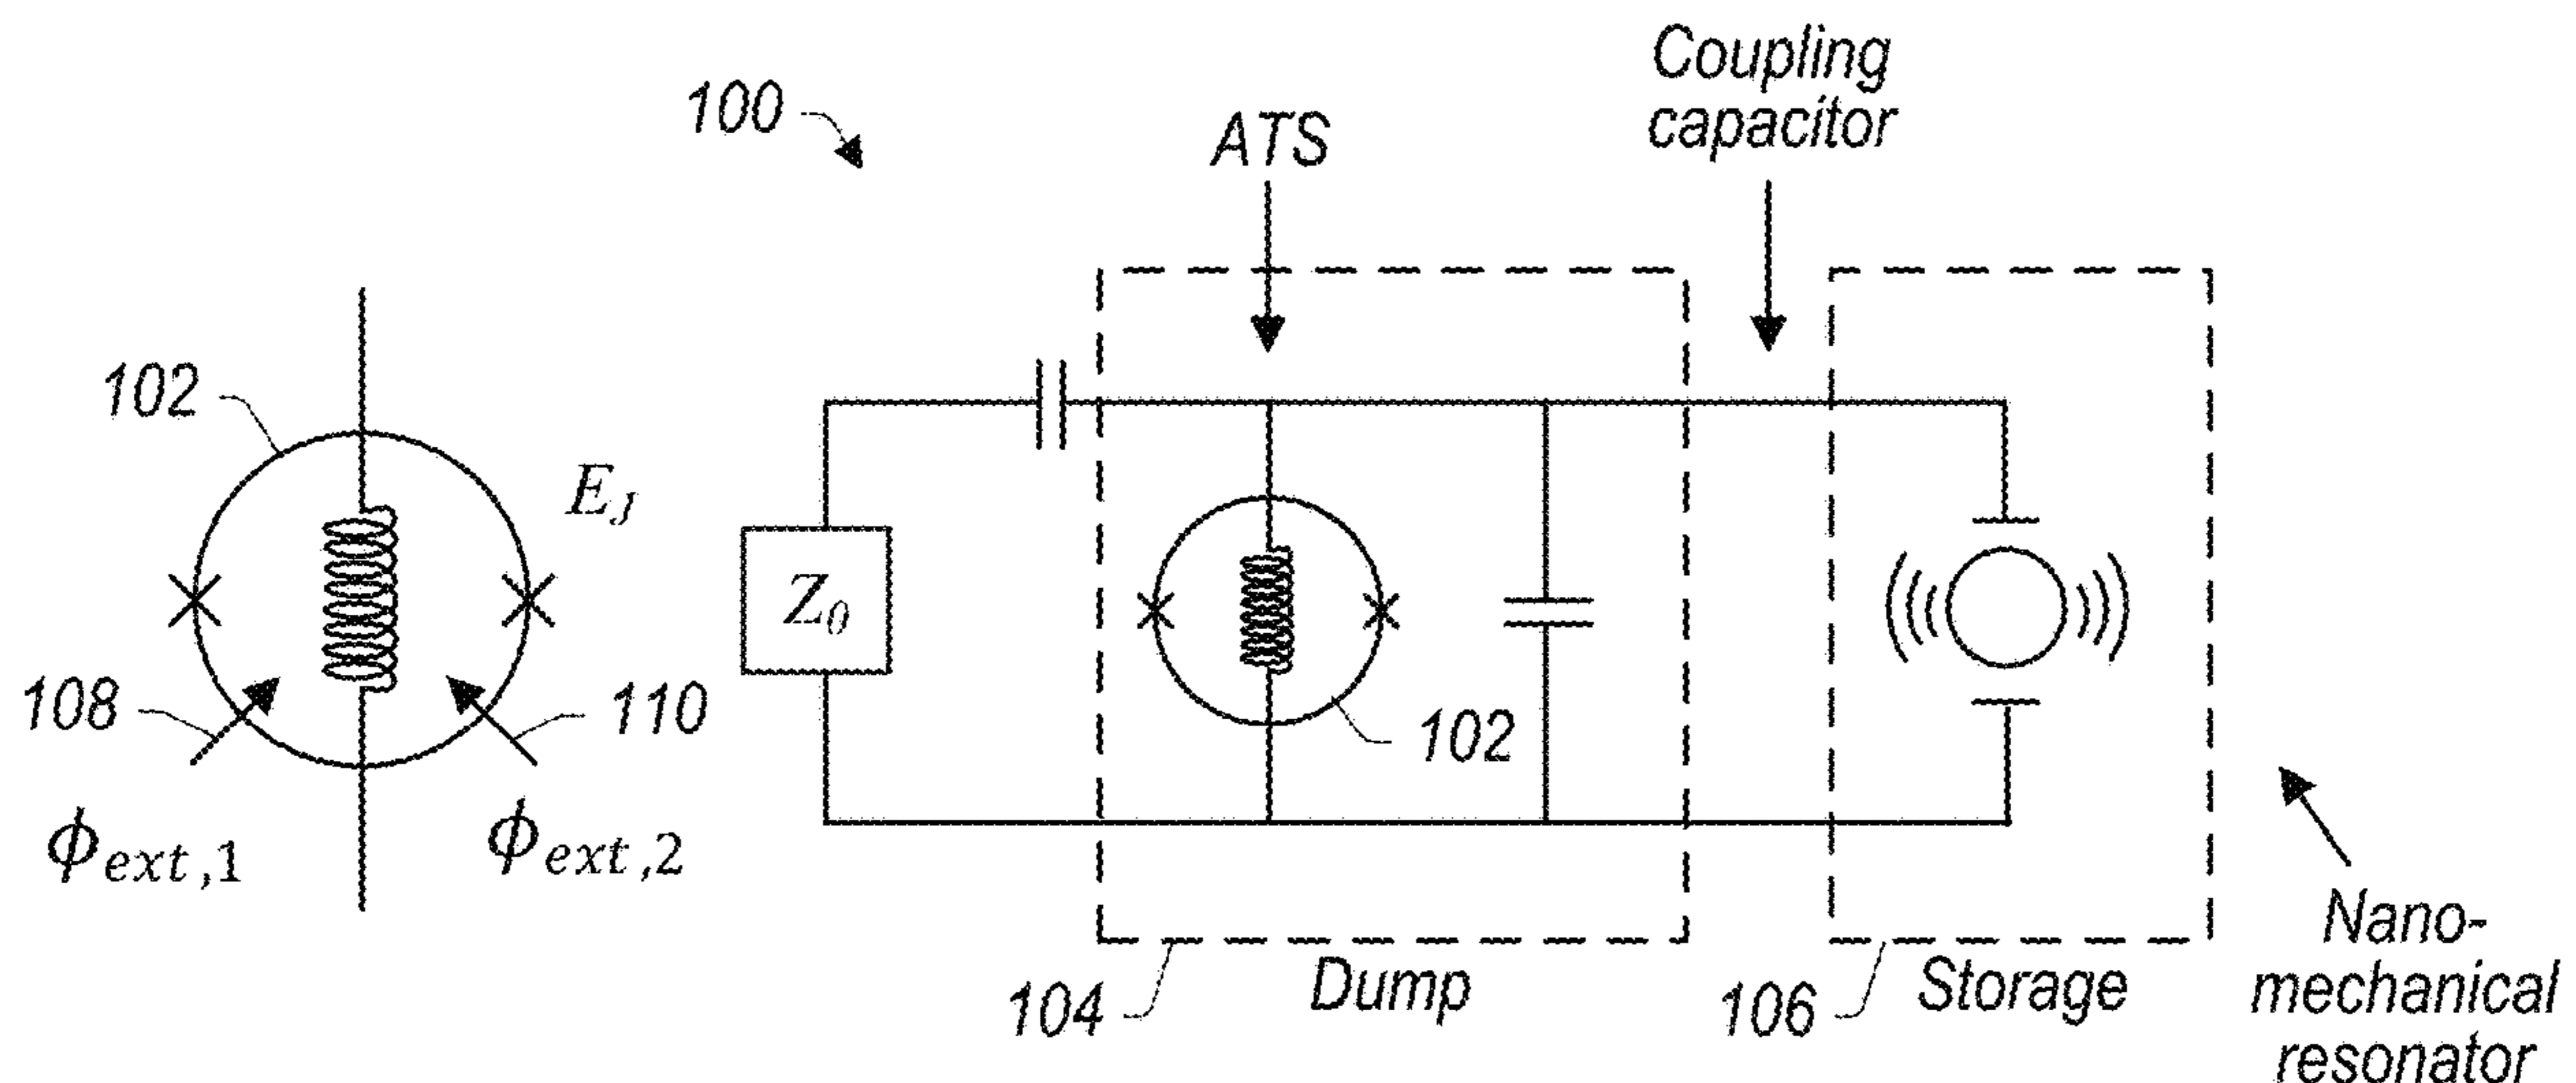 100
ATS
Coupling
capacitor
102
E_J
108
110
ϕ_ext,1
ϕ_ext,2
Z_0
102
104
Dump
106
Storage
Nano-
mechanical
resonator